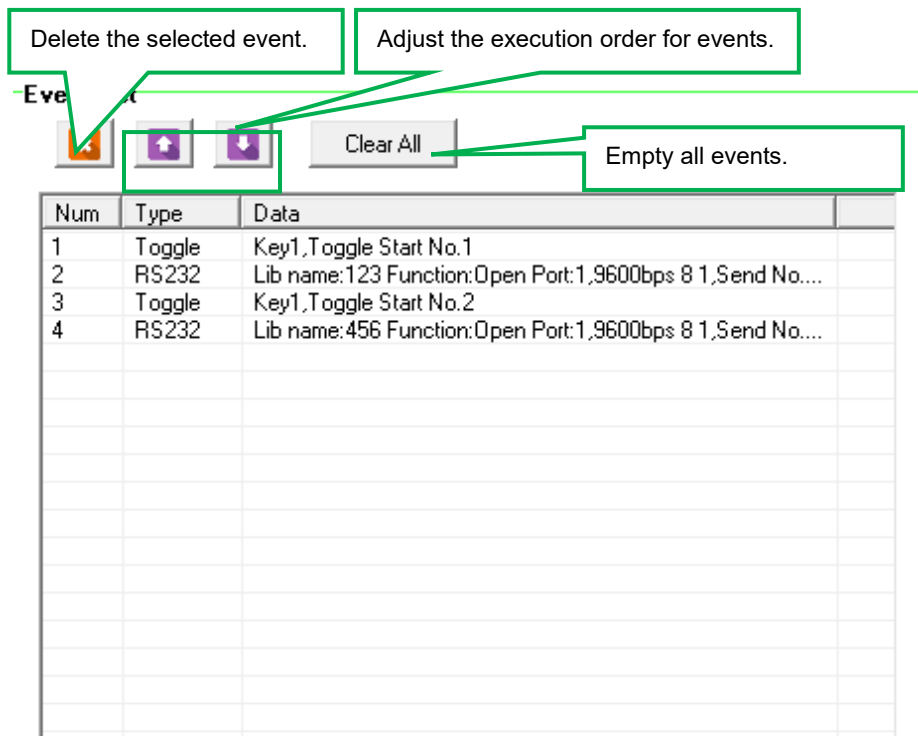 Delete the selected event.
Adjust the execution order for events.
Clear All
Empty all events.
Num Type Data
1 Toggle Key1,Toggle Start No.1
2 RS232 Lib name:123 Function:Open Port:1,9600bps 8 1,Send No....
3 Toggle Key1,Toggle Start No.2
4 RS232 Lib name:456 Function:Open Port:1,9600bps 8 1,Send No....